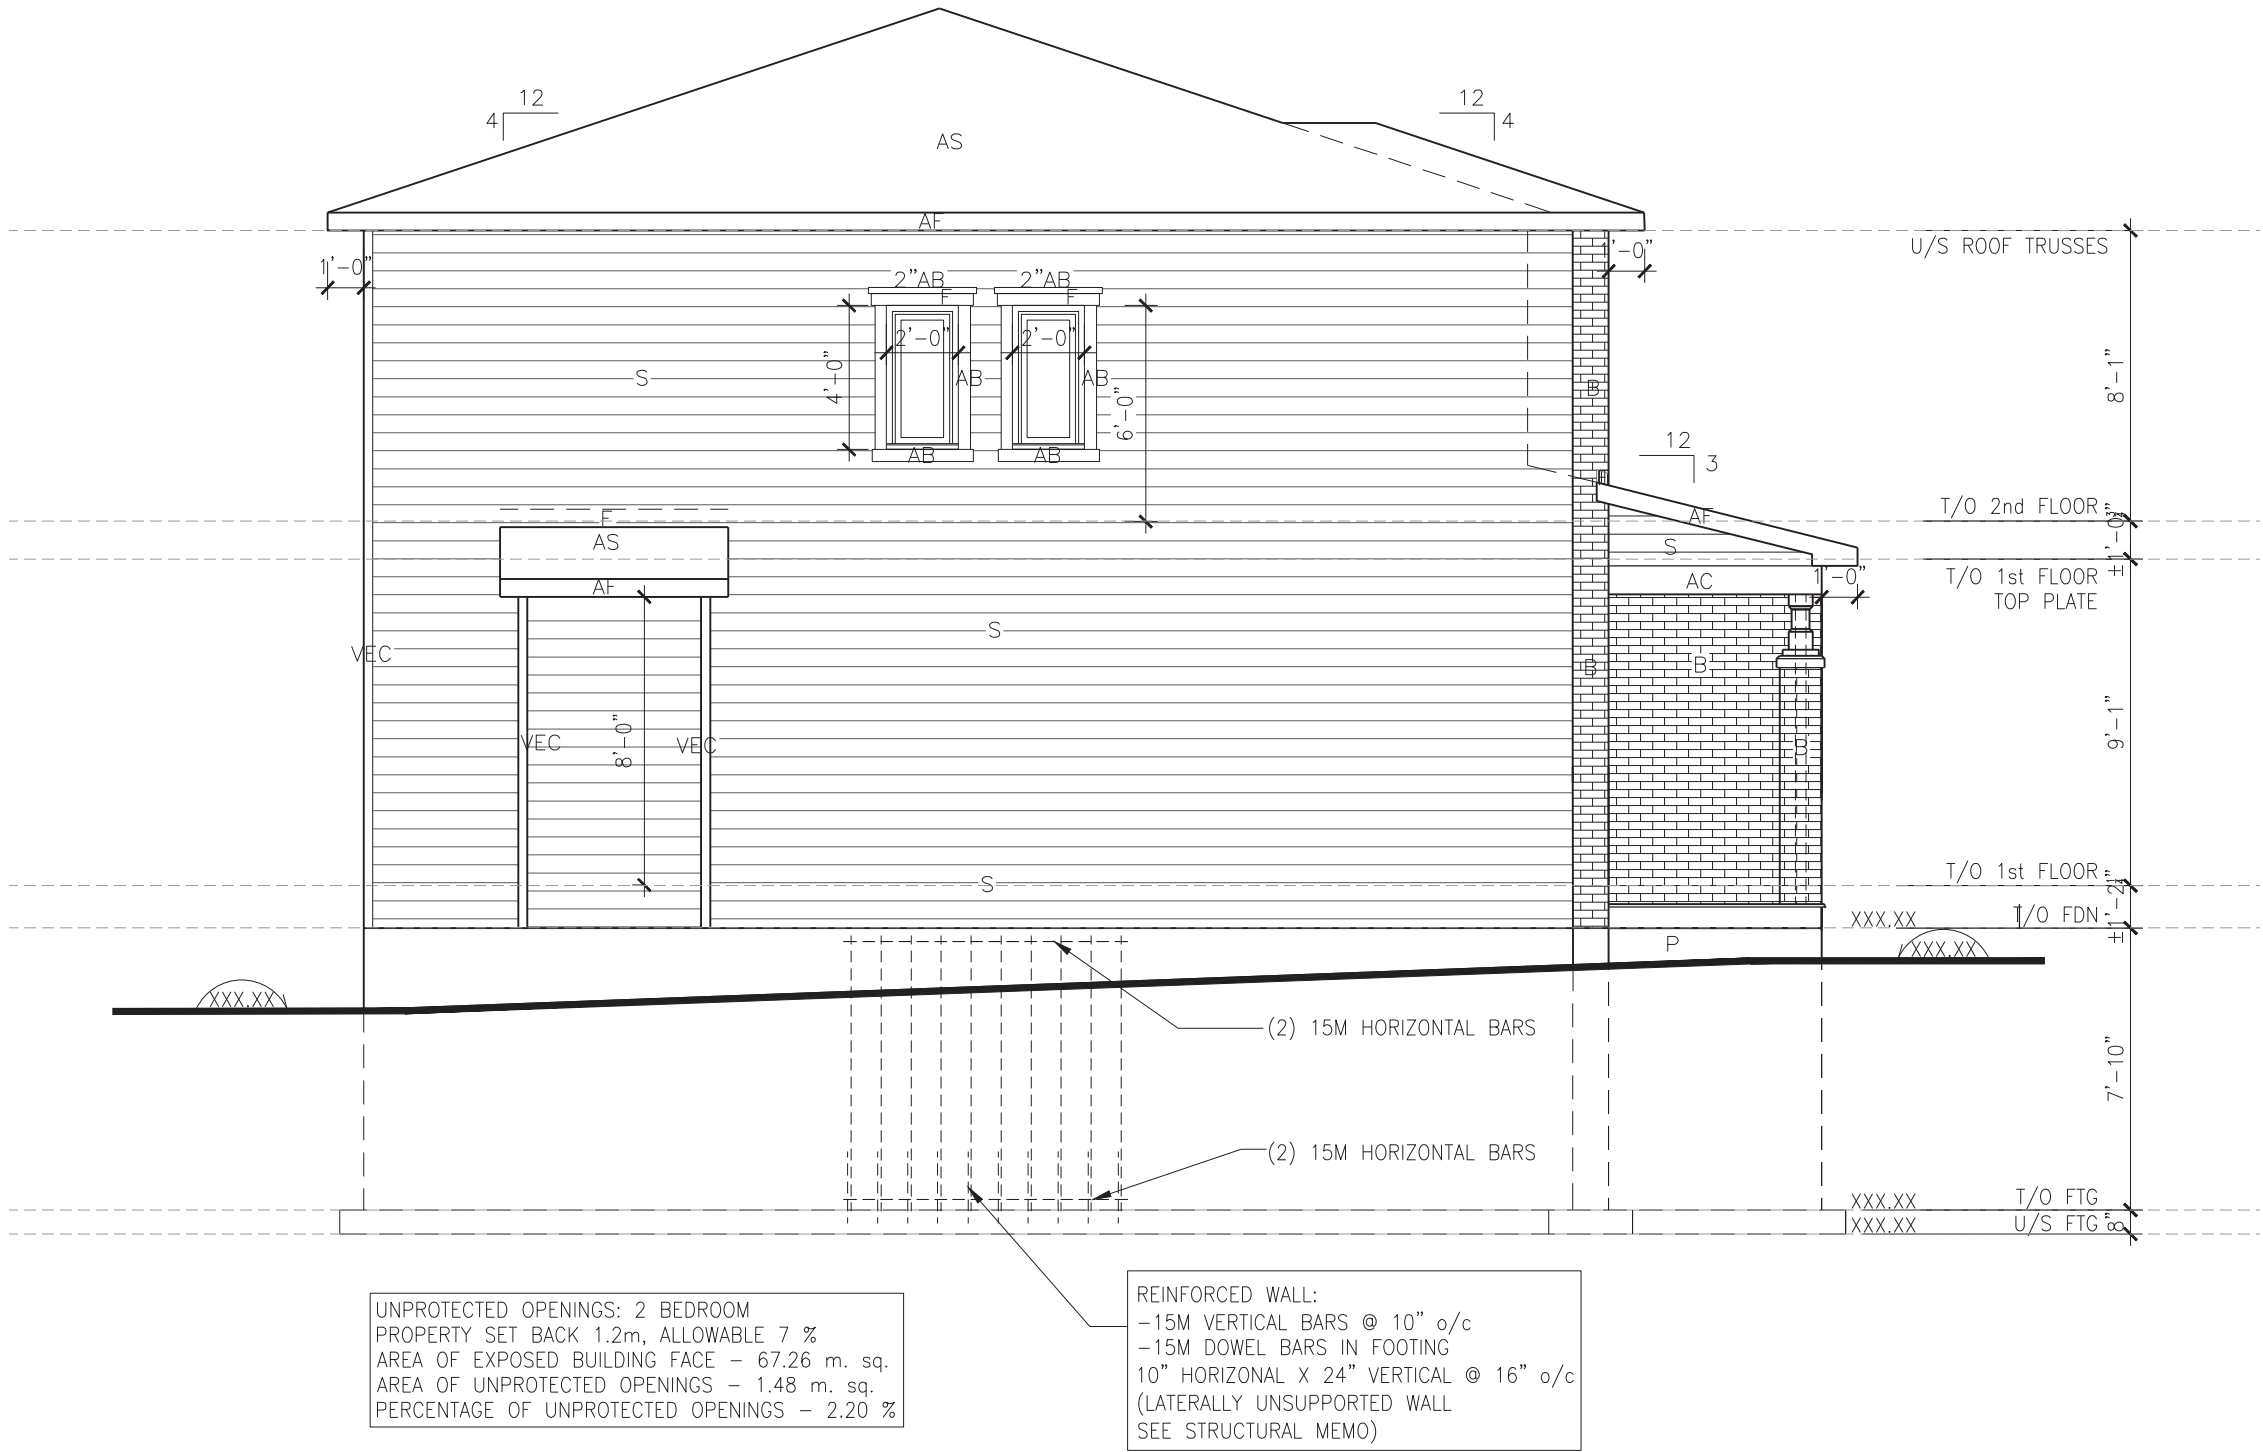 12
4
12
4
AS
AF
U/S ROOF TRUSSES
1'-0"
1'-0"
2"AB
2"AB
F
F
2'-0"
2'-0"
4'-0"
S
AB
AB
B
8'-1"
6'-0"
AB
AB
12
3
T/O 2nd FLOOR
F
AF
AS
S
T/O 1st FLOOR
TOP PLATE
AF
AC
1'-0"
S
VEC
B
B
VEC
VEC
8'-0"
B
9'-1"
T/O 1st FLOOR
S
XXX.XX
T/O FDN
P
XXX.XX
XXX.XX
(2) 15M HORIZONTAL BARS
7'-10"
(2) 15M HORIZONTAL BARS
XXX.XX
T/O FTG
XXX.XX
U/S FTG
8"
UNPROTECTED OPENINGS: 2 BEDROOM
PROPERTY SET BACK 1.2m, ALLOWABLE 7 %
AREA OF EXPOSED BUILDING FACE – 67.26 m. sq.
AREA OF UNPROTECTED OPENINGS – 1.48 m. sq.
PERCENTAGE OF UNPROTECTED OPENINGS – 2.20 %
REINFORCED WALL:
-15M VERTICAL BARS @ 10" o/c
-15M DOWEL BARS IN FOOTING
10" HORIZONAL X 24" VERTICAL @ 16" o/c
(LATERALLY UNSUPPORTED WALL
SEE STRUCTURAL MEMO)